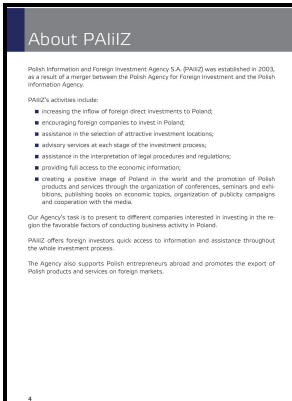 About PAIiIZ
Polish Information and Foreign Investment Agency S.A. (PAIiIZ) was established in 2003,
as a result of a merger between the Polish Agency for Foreign Investment and the Polish
Information Agency.
PAIiIZ's activities include:
■ increasing the inflow of foreign direct investments to Poland;
■ encouraging foreign companies to invest in Poland;
■ assistance in the selection of attractive investment locations;
■ advisory services at each stage of the investment process;
■ assistance in the interpretation of legal procedures and regulations;
■ providing full access to the economic information;
■ creating a positive image of Poland in the world and the promotion of Polish
products and services through the organization of conferences, seminars and exhi-
bitions, publishing books on economic topics, organization of publicity campaigns
and cooperation with the media.
Our Agency's task is to present to different companies interested in investing in the re-
gion the favorable factors of conducting business activity in Poland.
PAIiIZ offers foreign investors quick access to information and assistance throughout
the whole investment process.
The Agency also supports Polish entrepreneurs abroad and promotes the export of
Polish products and services on foreign markets.
4